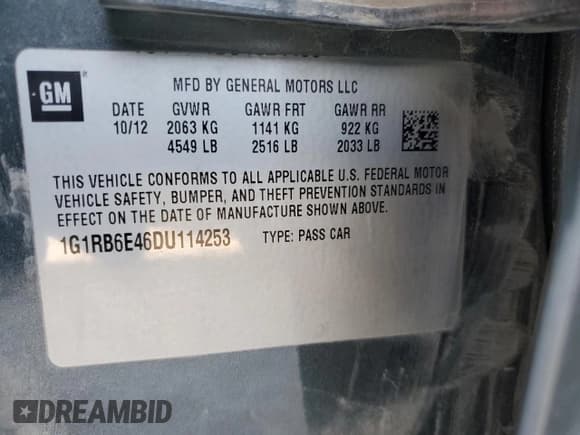 GM
MFD BY GENERAL MOTORS LLC
DATE GVWR GAWR FRT GAWR RR
10/12 2063 KG 1141 KG 922 KG
4549 LB 2516 LB 2033 LB
THIS VEHICLE CONFORMS TO ALL APPLICABLE U.S. FEDERAL MOTOR
VEHICLE SAFETY, BUMPER, AND THEFT PREVENTION STANDARDS IN
EFFECT ON THE DATE OF MANUFACTURE SHOWN ABOVE.
1G1RB6E46DU114253 TYPE: PASS CAR
DREAMBID